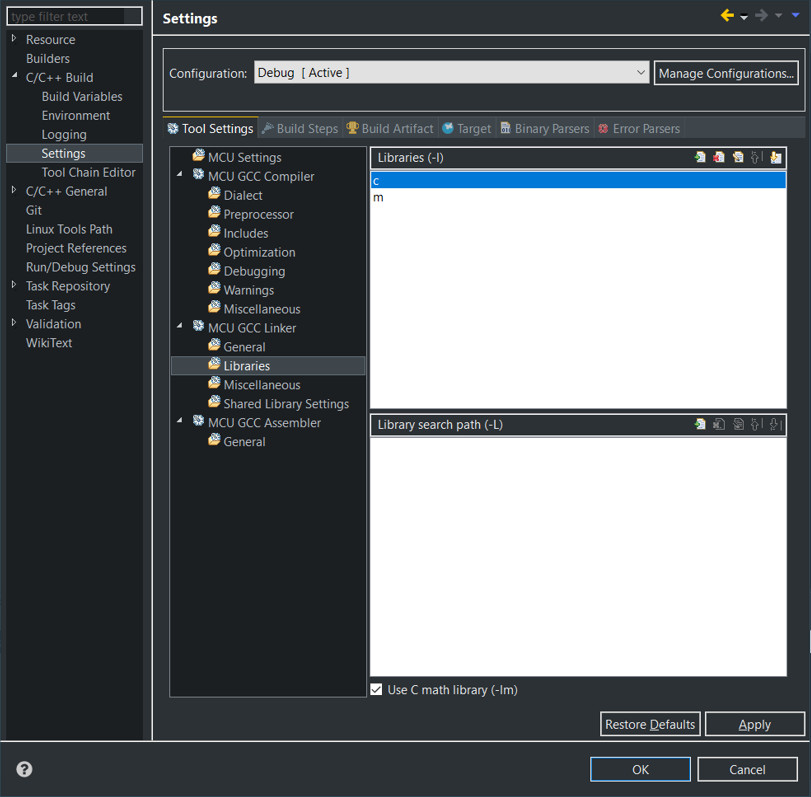 type filter text
Resource
Builders
C/C++ Build
Build Variables
Environment
Logging
Settings
Tool Chain Editor
C/C++ General
Git
Linux Tools Path
Project References
Run/Debug Settings
Task Repository
Task Tags
Validation
WikiText
Settings
Configuration: Debug [ Active ] Manage Configurations...
Tool Settings Build Steps Build Artifact Target Binary Parsers Error Parsers
MCU Settings
MCU GCC Compiler
Dialect
Preprocessor
Includes
Optimization
Debugging
Warnings
Miscellaneous
MCU GCC Linker
General
Libraries
Miscellaneous
Shared Library Settings
MCU GCC Assembler
General
Libraries (-l)
c
m
Library search path (-L)
Use C math library (-lm)
Restore Defaults Apply
OK Cancel